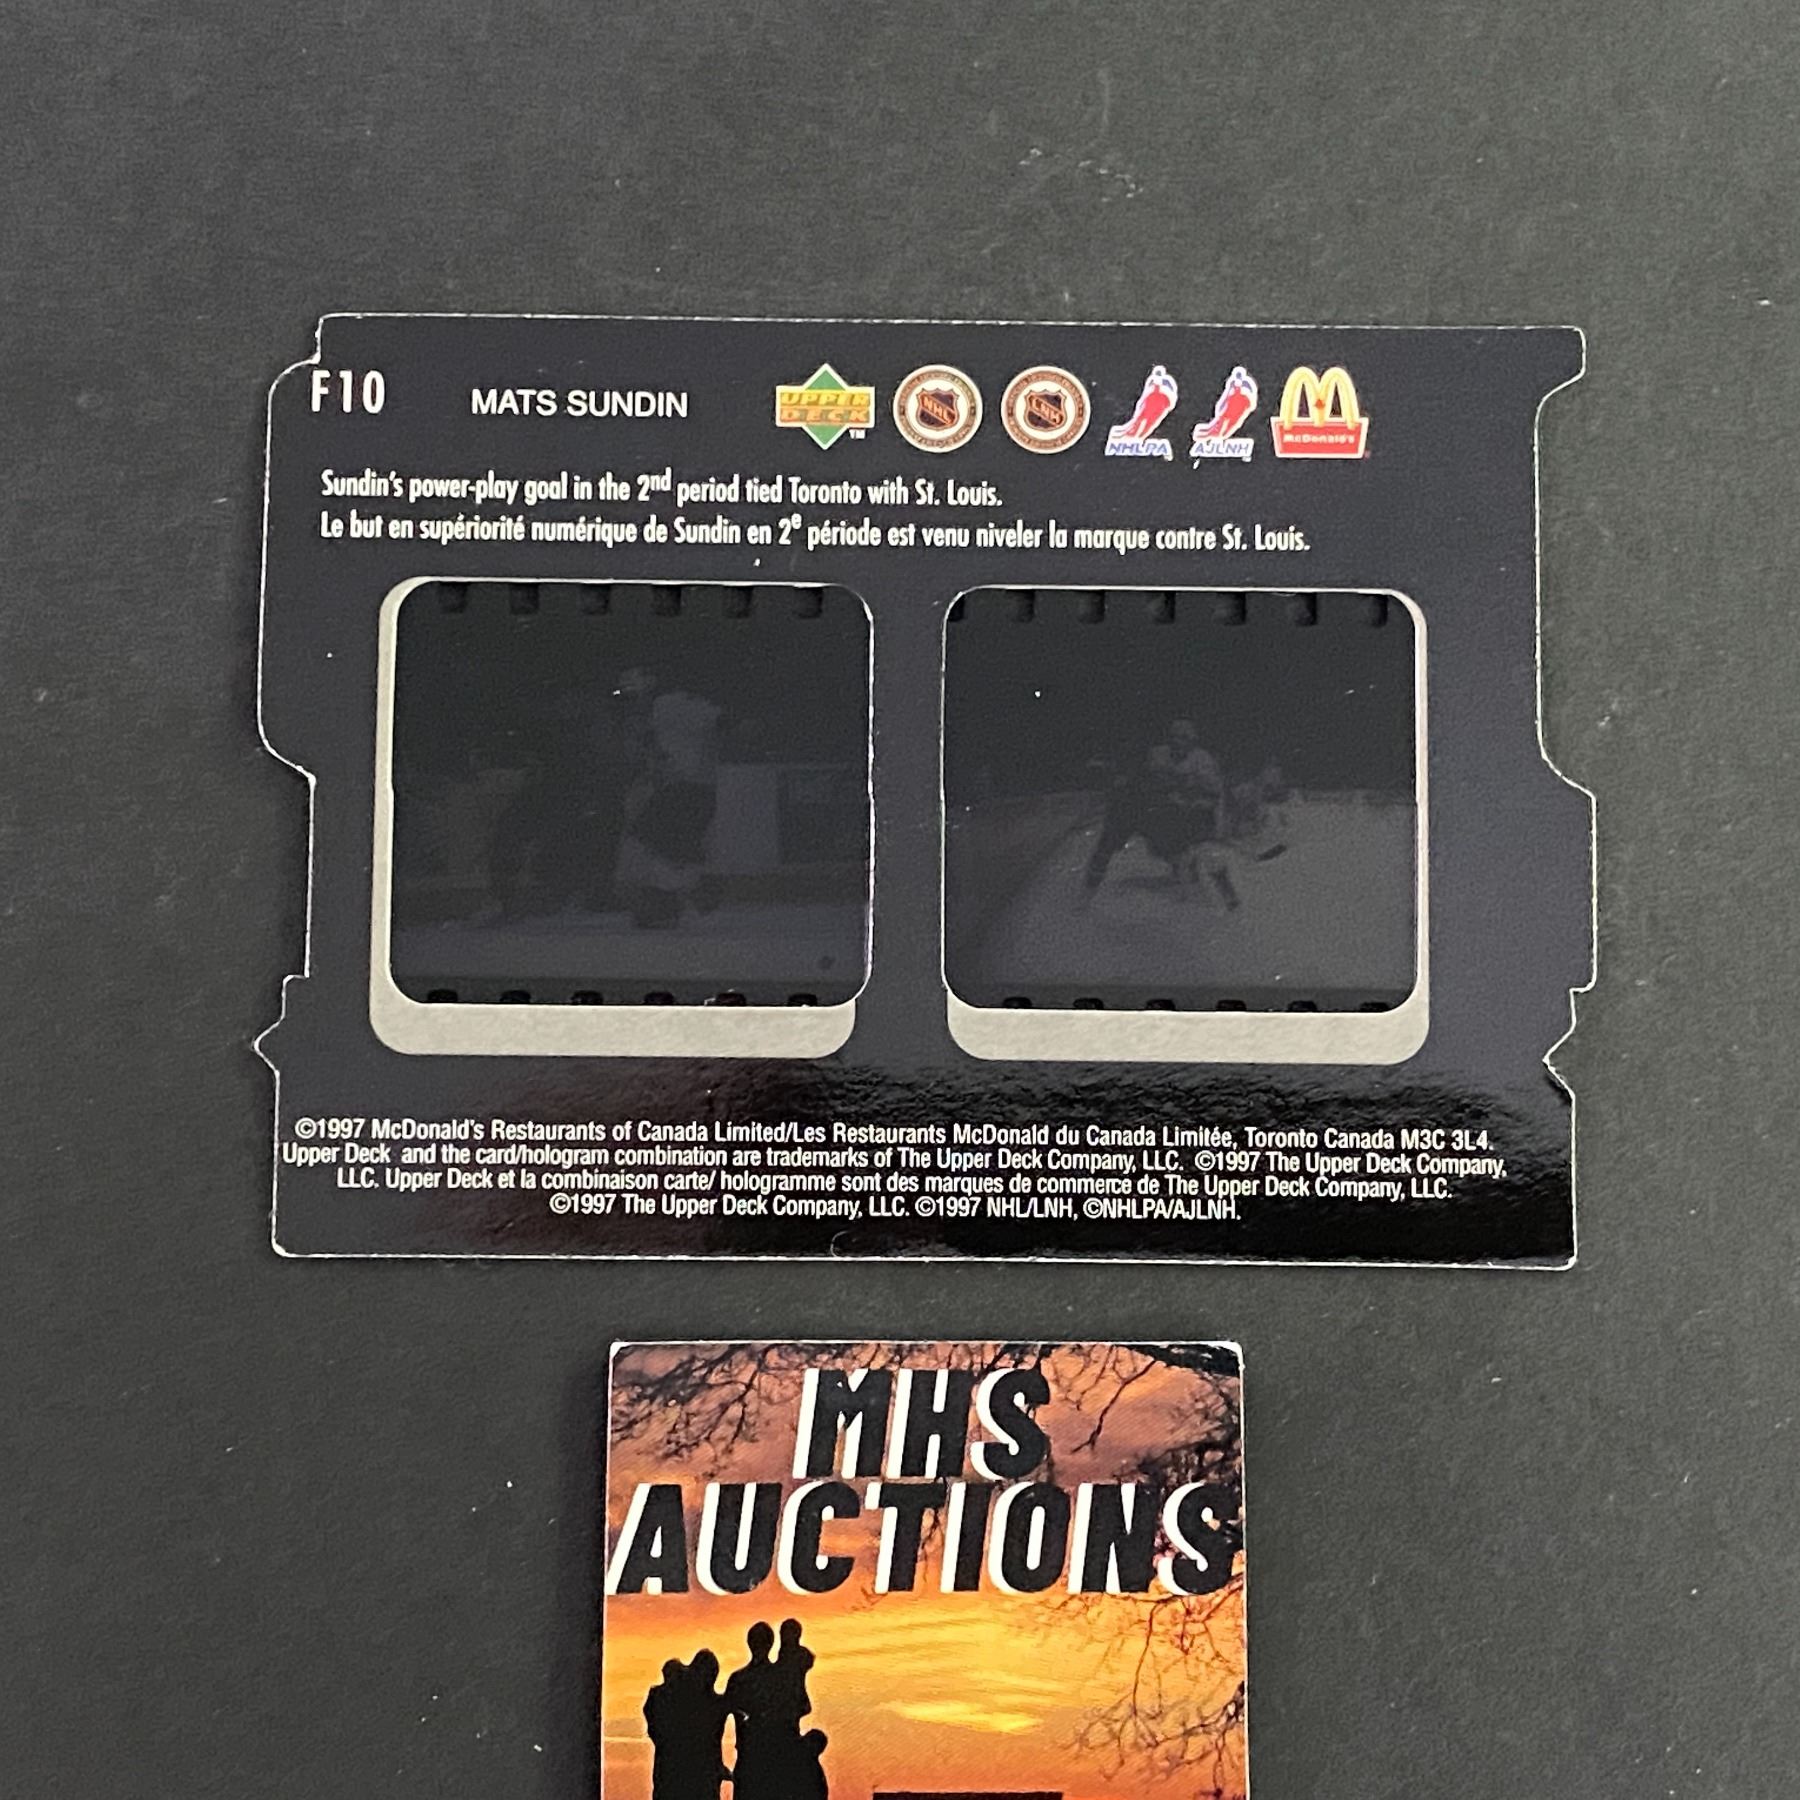 F10 MATS SUNDIN UPPER DECK TM NHL LNH NHLPA AJLNH McDonald's
Sundin's power-play goal in the 2nd period tied Toronto with St. Louis.
Le but en supériorité numérique de Sundin en 2e période est venu niveler la marque contre St. Louis.
©1997 McDonald's Restaurants of Canada Limited/Les Restaurants McDonald du Canada Limitée, Toronto Canada M3C 3L4.
Upper Deck and the card/hologram combination are trademarks of The Upper Deck Company, LLC. ©1997 The Upper Deck Company,
LLC. Upper Deck et la combinaison carte/ hologramme sont des marques de commerce de The Upper Deck Company, LLC.
©1997 The Upper Deck Company, LLC. ©1997 NHL/LNH, ©NHLPA/AJLNH.
MHS
AUCTIONS